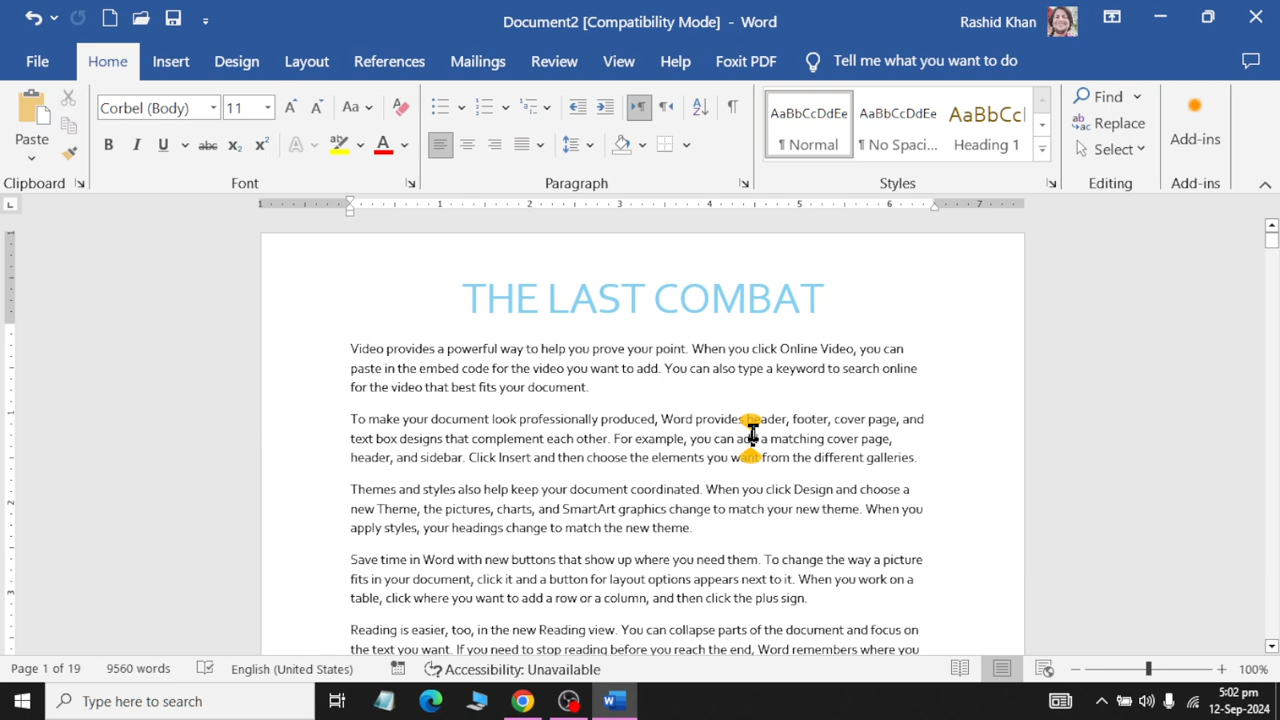 Document2 [Compatibility Mode] - Word
Rashid Khan
File Home Insert Design Layout References Mailings Review View Help Foxit PDF Tell me what you want to do
Paste
Corbel (Body) 11 Aa
B I U abc x₂ x² A A
AaBbCcDdEe AaBbCcDdEe AaBbCcl
¶ Normal ¶ No Spaci... Heading 1
Find
Replace
Select
Add-ins
Clipboard Font Paragraph Styles Editing Add-ins
1 1 2 3 4 5 6 7
THE LAST COMBAT
Video provides a powerful way to help you prove your point. When you click Online Video, you can
paste in the embed code for the video you want to add. You can also type a keyword to search online
for the video that best fits your document.
To make your document look professionally produced, Word provides header, footer, cover page, and
text box designs that complement each other. For example, you can add a matching cover page,
header, and sidebar. Click Insert and then choose the elements you want from the different galleries.
Themes and styles also help keep your document coordinated. When you click Design and choose a
new Theme, the pictures, charts, and SmartArt graphics change to match your new theme. When you
apply styles, your headings change to match the new theme.
Save time in Word with new buttons that show up where you need them. To change the way a picture
fits in your document, click it and a button for layout options appears next to it. When you work on a
table, click where you want to add a row or a column, and then click the plus sign.
Reading is easier, too, in the new Reading view. You can collapse parts of the document and focus on
the text you want. If you need to stop reading before you reach the end, Word remembers where you
Page 1 of 19 9560 words English (United States) Accessibility: Unavailable 100%
Type here to search
5:02 pm
12-Sep-2024